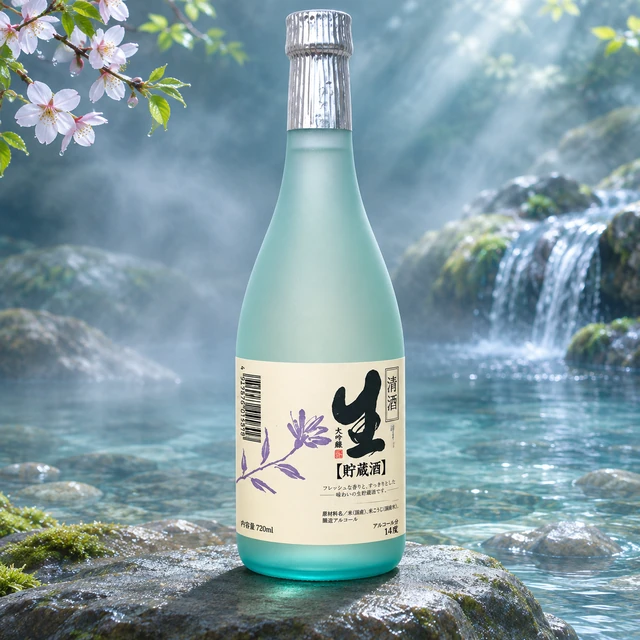 清酒
生
大吟醸
【貯蔵酒】
フレッシュな香りと、すっきりとした
味わいの生貯蔵酒です。
原材料名／米(国産)、米こうじ(国産米)、
醸造アルコール
アルコール分
14度
内容量 720ml